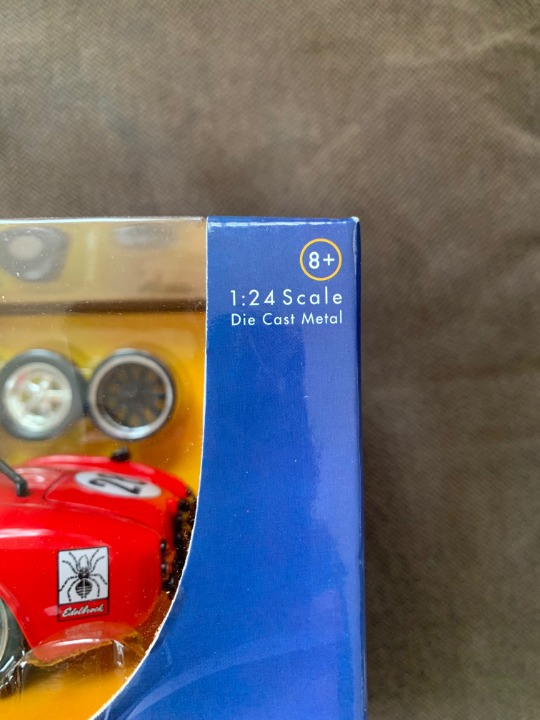 8+
1:24 Scale
Die Cast Metal
Edelbrock